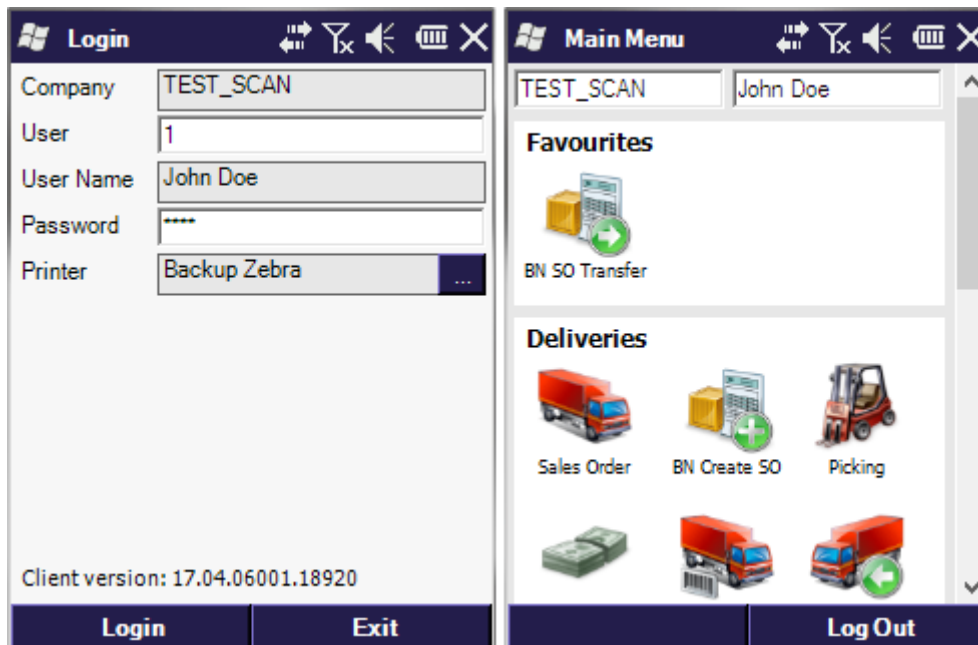 Login
Company TEST_SCAN
User 1
User Name John Doe
Password ****
Printer Backup Zebra ...
Client version: 17.04.06001.18920
Login Exit
Main Menu
TEST_SCAN John Doe
Favourites
BN SO Transfer
Deliveries
Sales Order BN Create SO Picking
Log Out